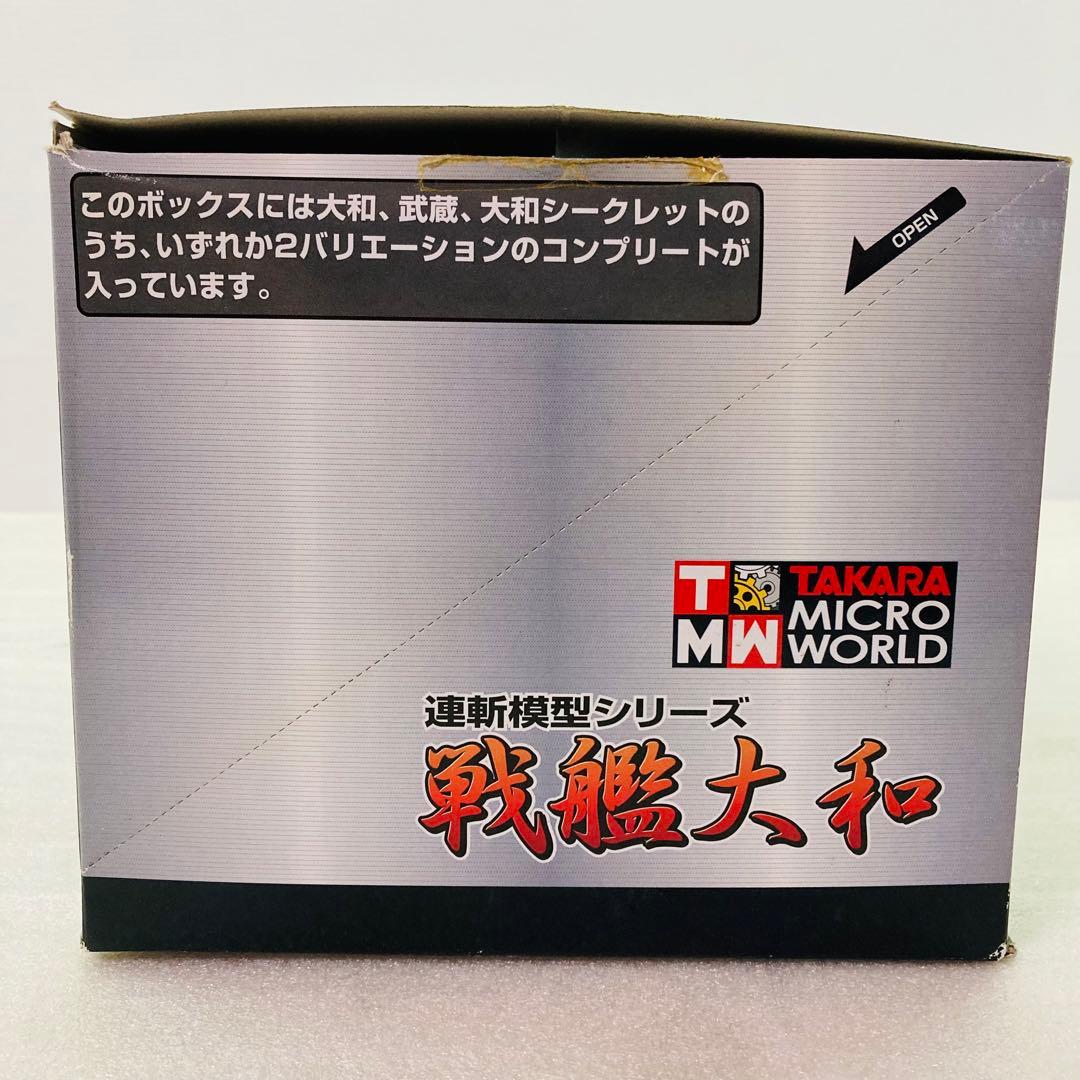 このボックスには大和、武蔵、大和シークレットの
うち、いずれか2バリエーションのコンプリートが
入っています。
OPEN
TMW
TAKARA
MICRO
WORLD
連斬模型シリーズ
戦艦大和